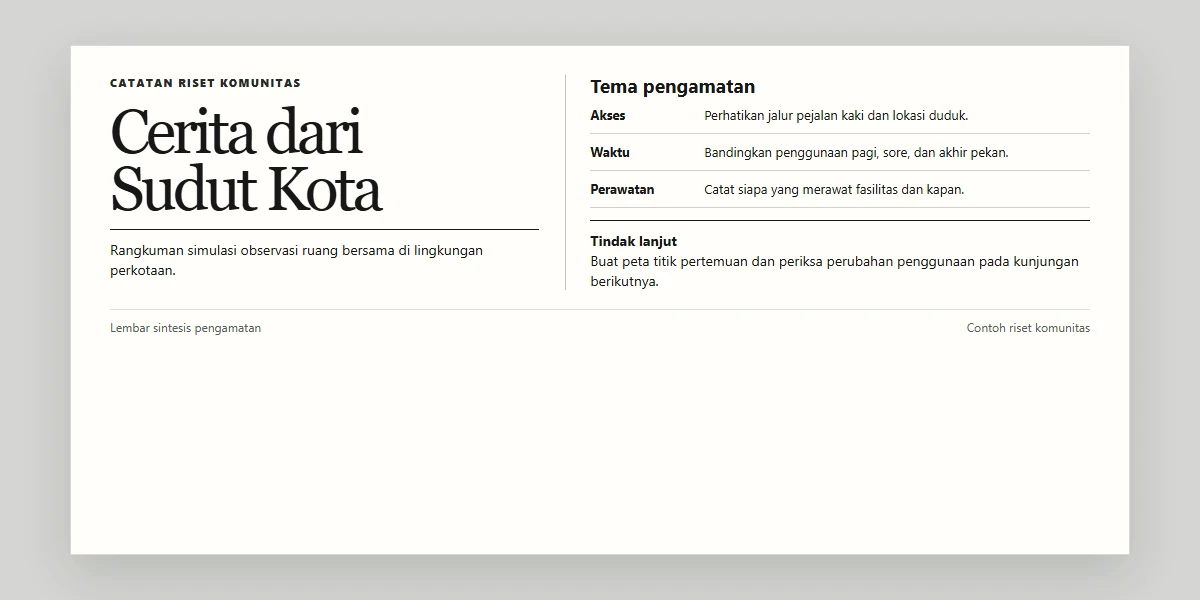 CATATAN RISET KOMUNITAS
Cerita dari
Sudut Kota
Rangkuman simulasi observasi ruang bersama di lingkungan
perkotaan.
Tema pengamatan
Akses Perhatikan jalur pejalan kaki dan lokasi duduk.
Waktu Bandingkan penggunaan pagi, sore, dan akhir pekan.
Perawatan Catat siapa yang merawat fasilitas dan kapan.
Tindak lanjut
Buat peta titik pertemuan dan periksa perubahan penggunaan pada kunjungan
berikutnya.
Lembar sintesis pengamatan
Contoh riset komunitas